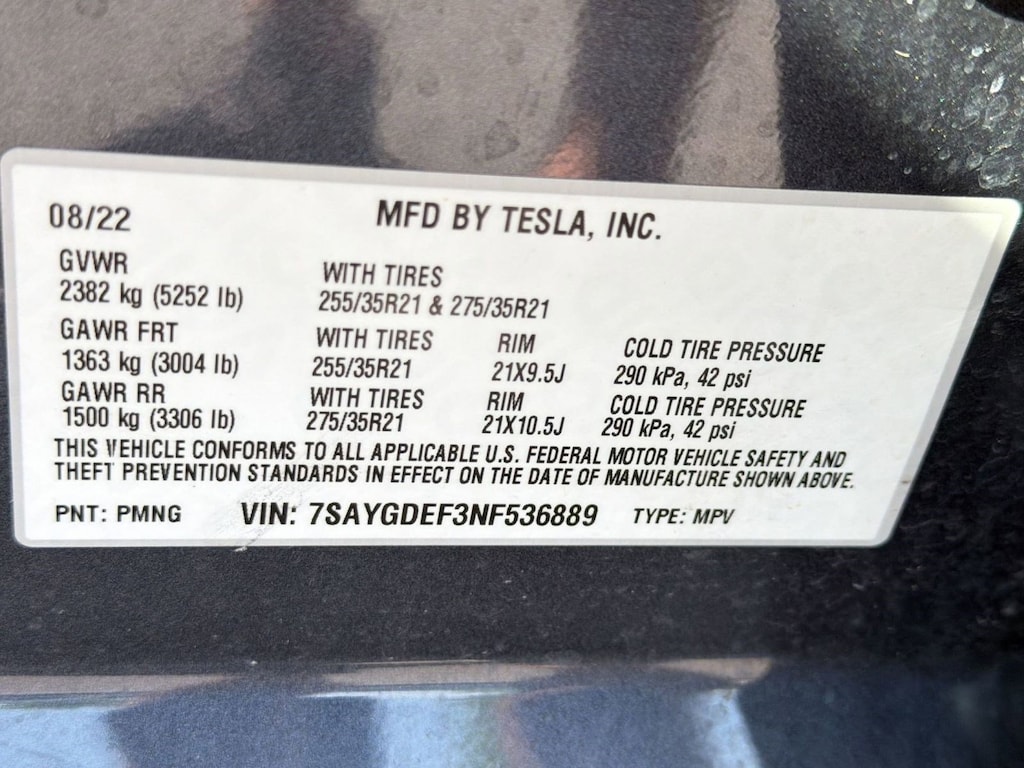 08/22 MFD BY TESLA, INC.
GVWR WITH TIRES
2382 kg (5252 lb) 255/35R21 & 275/35R21
GAWR FRT WITH TIRES RIM COLD TIRE PRESSURE
1363 kg (3004 lb) 255/35R21 21X9.5J 290 kPa, 42 psi
GAWR RR WITH TIRES RIM COLD TIRE PRESSURE
1500 kg (3306 lb) 275/35R21 21X10.5J 290 kPa, 42 psi
THIS VEHICLE CONFORMS TO ALL APPLICABLE U.S. FEDERAL MOTOR VEHICLE SAFETY AND
THEFT PREVENTION STANDARDS IN EFFECT ON THE DATE OF MANUFACTURE SHOWN ABOVE.
PNT: PMNG VIN: 7SAYGDEF3NF536889 TYPE: MPV